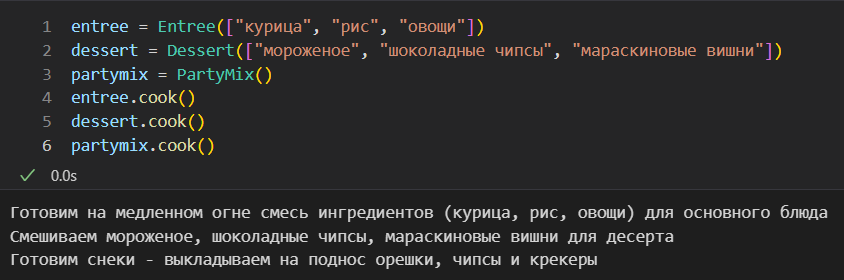 1 entree = Entree(["курица", "рис", "овощи"])
2 dessert = Dessert(["мороженое", "шоколадные чипсы", "мараскиновые вишни"])
3 partymix = PartyMix()
4 entree.cook()
5 dessert.cook()
6 partymix.cook()
0.0s
Готовим на медленном огне смесь ингредиентов (курица, рис, овощи) для основного блюда
Смешиваем мороженое, шоколадные чипсы, мараскиновые вишни для десерта
Готовим снеки - выкладываем на поднос орешки, чипсы и крекеры